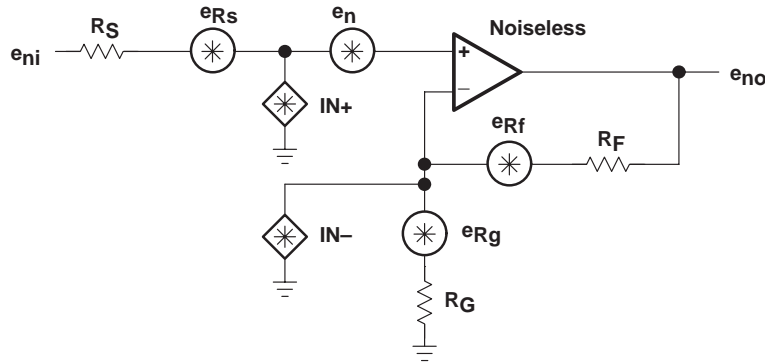 eRs
en
Noiseless
RS
eni
+
eno
IN+
−
eRf
RF
IN−
eRg
RG